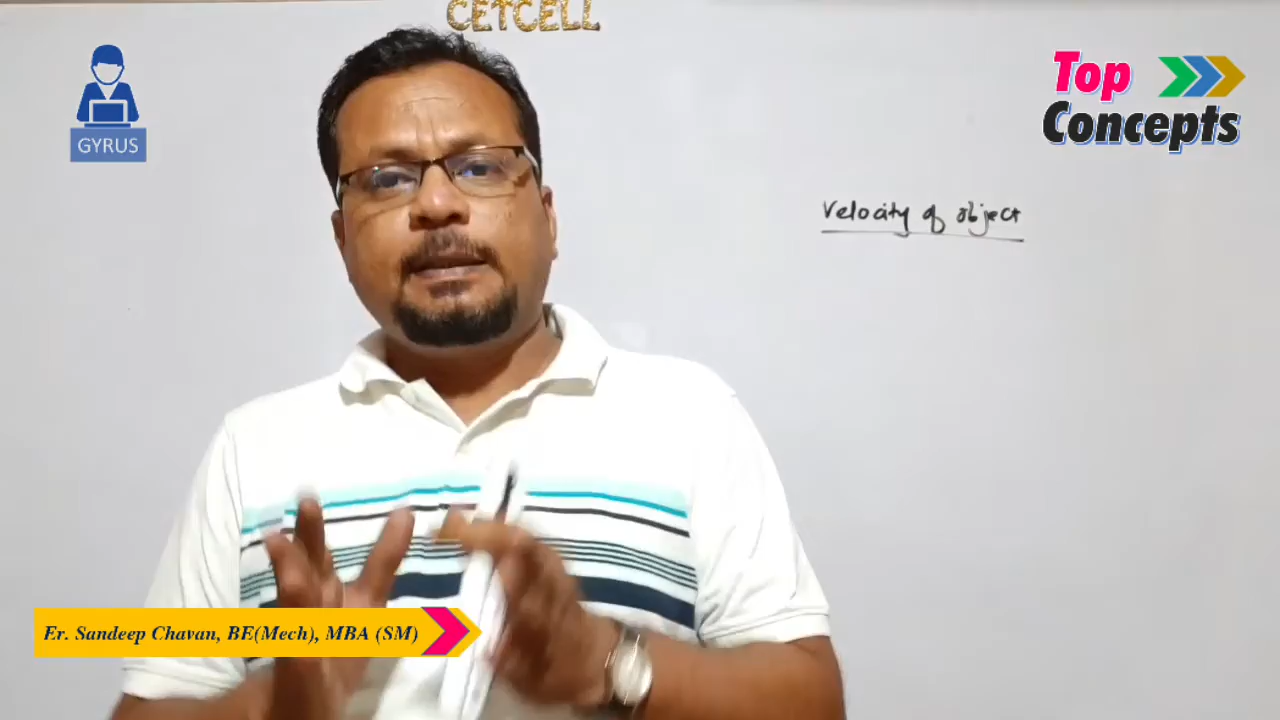 CETCELL
GYRUS
Top
Concepts
Velocity of object
Er. Sandeep Chavan, BE(Mech), MBA (SM)